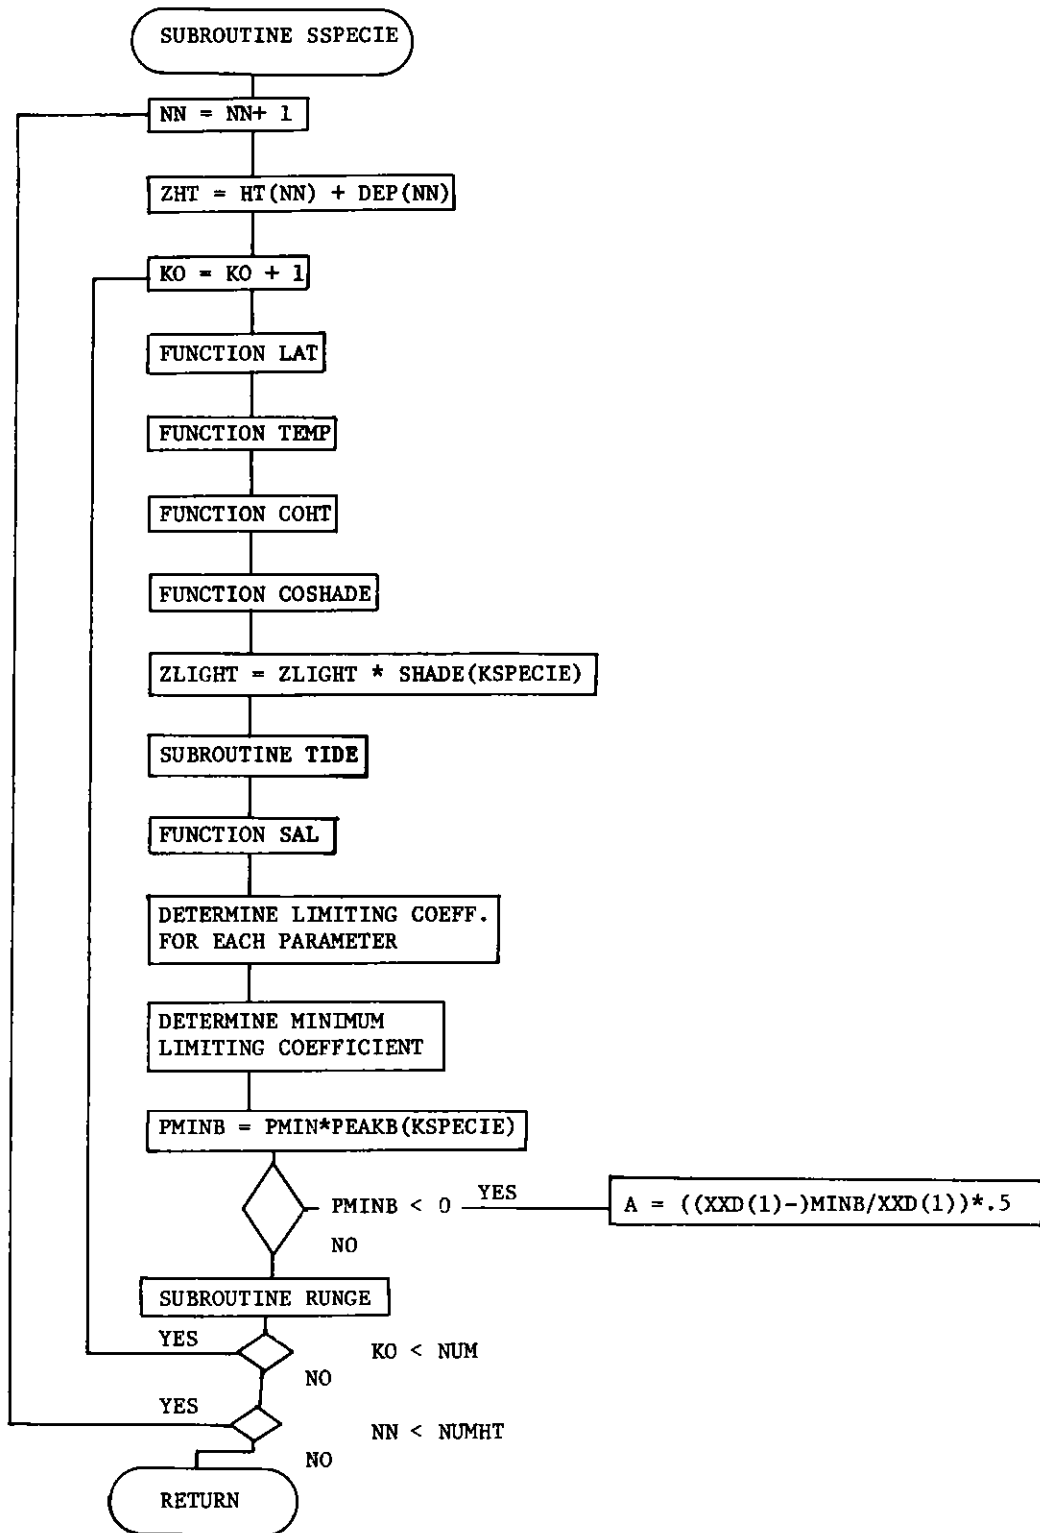 SUBROUTINE SSPECIE
NN = NN+ 1
ZHT = HT(NN) + DEP(NN)
KO = KO + 1
FUNCTION LAT
FUNCTION TEMP
FUNCTION COHT
FUNCTION COSHADE
ZLIGHT = ZLIGHT * SHADE(KSPECIE)
SUBROUTINE TIDE
FUNCTION SAL
DETERMINE LIMITING COEFF.
FOR EACH PARAMETER
DETERMINE MINIMUM
LIMITING COEFFICIENT
PMINB = PMIN*PEAKB(KSPECIE)
PMINB < 0
YES
A = ((XXD(1)-)MINB/XXD(1))*.5
NO
SUBROUTINE RUNGE
YES
KO < NUM
NO
YES
NN < NUMHT
NO
RETURN